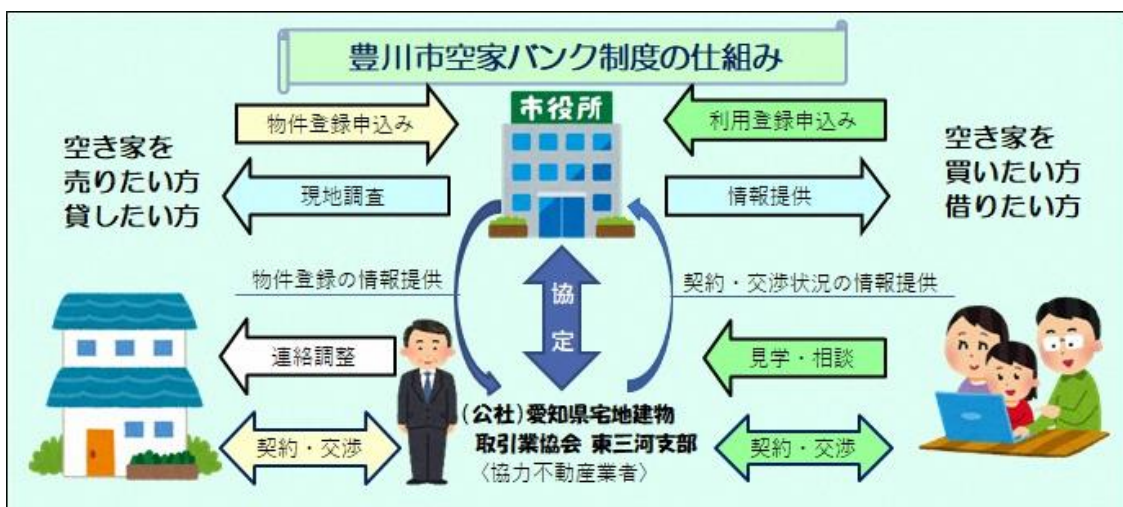 豊川市空家バンク制度の仕組み
市役所
物件登録申込み
利用登録申込み
空き家を
売りたい方
貸したい方
現地調査
情報提供
空き家を
買いたい方
借りたい方
物件登録の情報提供
協定
契約・交渉状況の情報提供
連絡調整
見学・相談
(公社)愛知県宅地建物
取引業協会 東三河支部
〈協力不動産業者〉
契約・交渉
契約・交渉